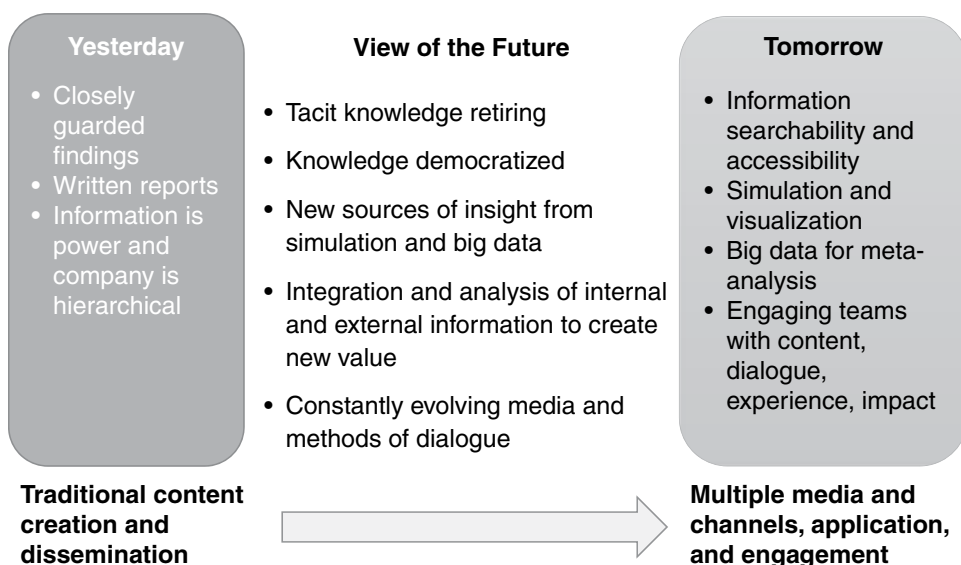 Yesterday
• Closely
guarded
findings
• Written reports
• Information is
power and
company is
hierarchical
View of the Future
• Tacit knowledge retiring
• Knowledge democratized
• New sources of insight from
simulation and big data
• Integration and analysis of internal
and external information to create
new value
• Constantly evolving media and
methods of dialogue
Tomorrow
• Information
searchability and
accessibility
• Simulation and
visualization
• Big data for meta-
analysis
• Engaging teams
with content,
dialogue,
experience, impact
Traditional content
creation and
dissemination
Multiple media and
channels, application,
and engagement